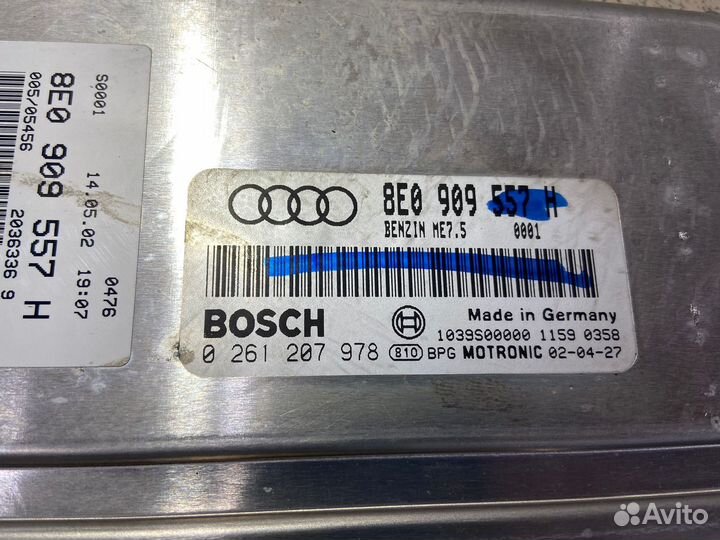 S0001 14.05.02 0476
005/05456 19:07
8E0 909 557 H
2036336 9
8E0 909 557 H
BENZIN ME7.5 0001
BOSCH
Made in Germany
1039S00000 1159 0358
0 261 207 978 810 BPG MOTRONIC 02-04-27
Avito